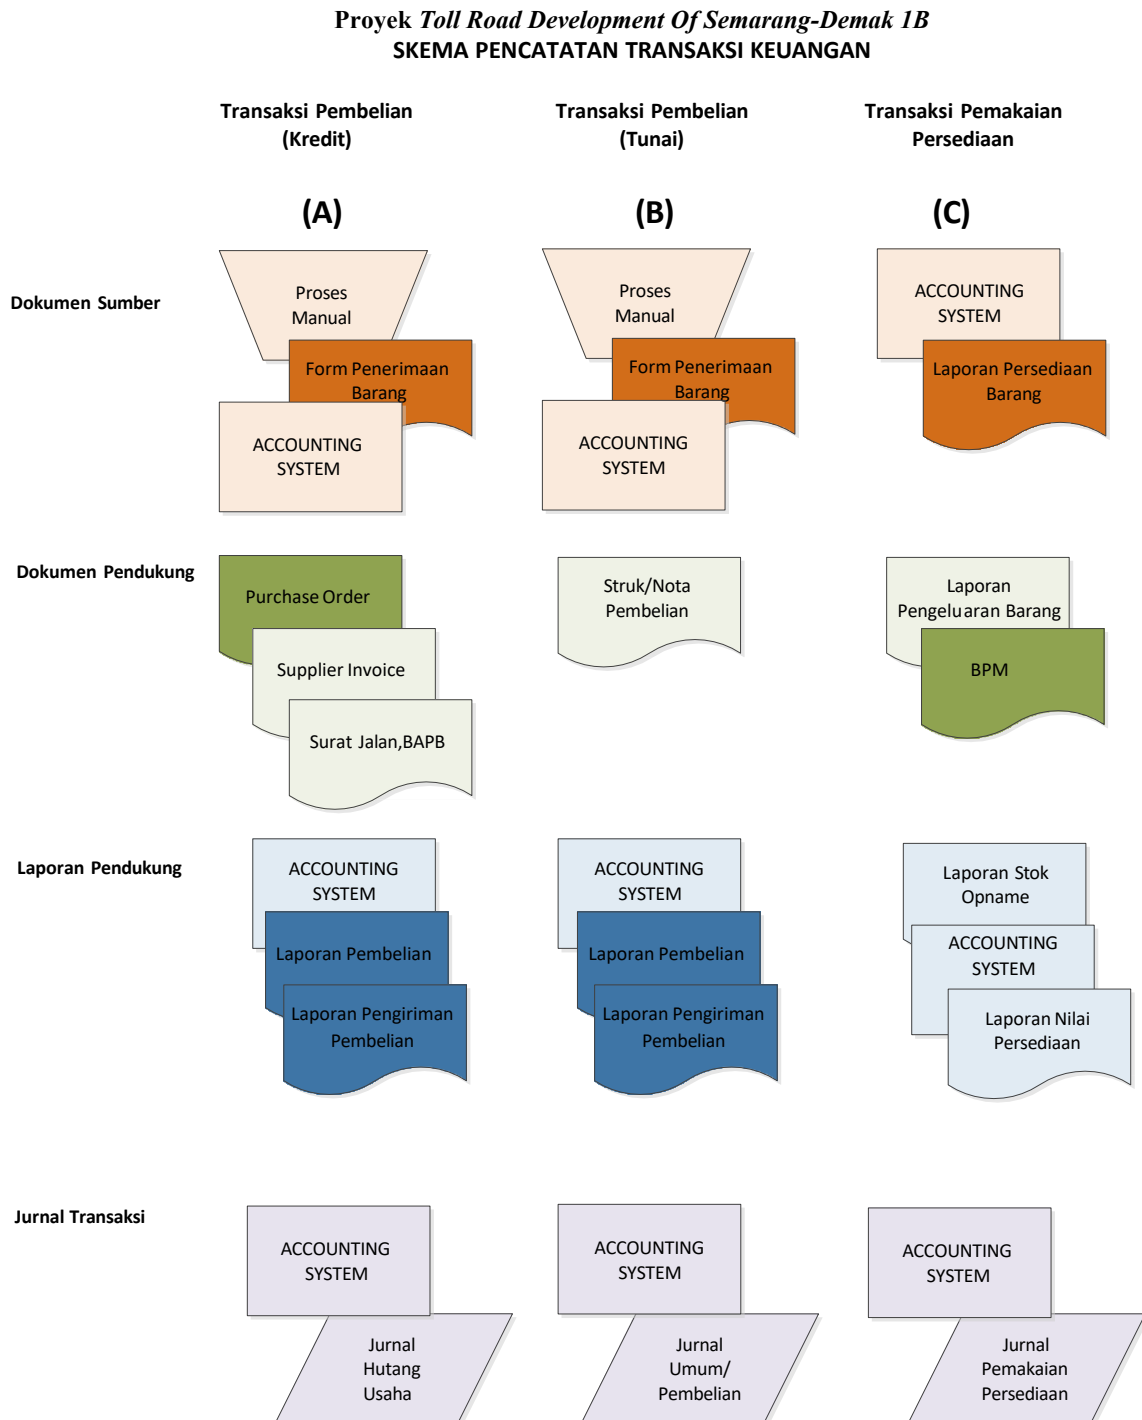 Proyek Toll Road Development Of Semarang-Demak 1B
SKEMA PENCATATAN TRANSAKSI KEUANGAN
Transaksi Pembelian
(Kredit)
Transaksi Pembelian
(Tunai)
Transaksi Pemakaian
Persediaan
(A)
(B)
(C)
Dokumen Sumber
Proses
Manual
Form Penerimaan
Barang
ACCOUNTING
SYSTEM
Proses
Manual
Form Penerimaan
Barang
ACCOUNTING
SYSTEM
ACCOUNTING
SYSTEM
Laporan Persediaan
Barang
Dokumen Pendukung
Purchase Order
Supplier Invoice
Surat Jalan,BAPB
Struk/Nota
Pembelian
Laporan
Pengeluaran Barang
BPM
Laporan Pendukung
ACCOUNTING
SYSTEM
Laporan Pembelian
Laporan Pengiriman
Pembelian
ACCOUNTING
SYSTEM
Laporan Pembelian
Laporan Pengiriman
Pembelian
Laporan Stok
Opname
ACCOUNTING
SYSTEM
Laporan Nilai
Persediaan
Jurnal Transaksi
ACCOUNTING
SYSTEM
Jurnal
Hutang
Usaha
ACCOUNTING
SYSTEM
Jurnal
Umum/
Pembelian
ACCOUNTING
SYSTEM
Jurnal
Pemakaian
Persediaan